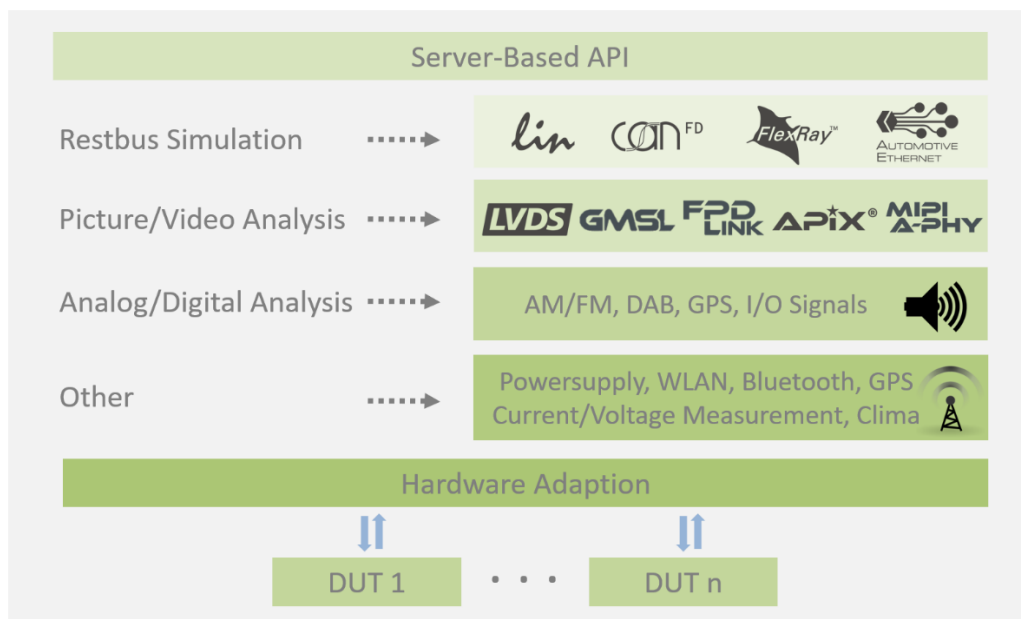 Server-Based API
Restbus Simulation
lin
can FD
FlexRay™
AUTOMOTIVE
ETHERNET
Picture/Video Analysis
LVDS
GMSL
FPD
LINK
APIX®
MIPI
A-PHY
Analog/Digital Analysis
AM/FM, DAB, GPS, I/O Signals
Other
Powersupply, WLAN, Bluetooth, GPS
Current/Voltage Measurement, Clima
Hardware Adaption
DUT 1
. . .
DUT n